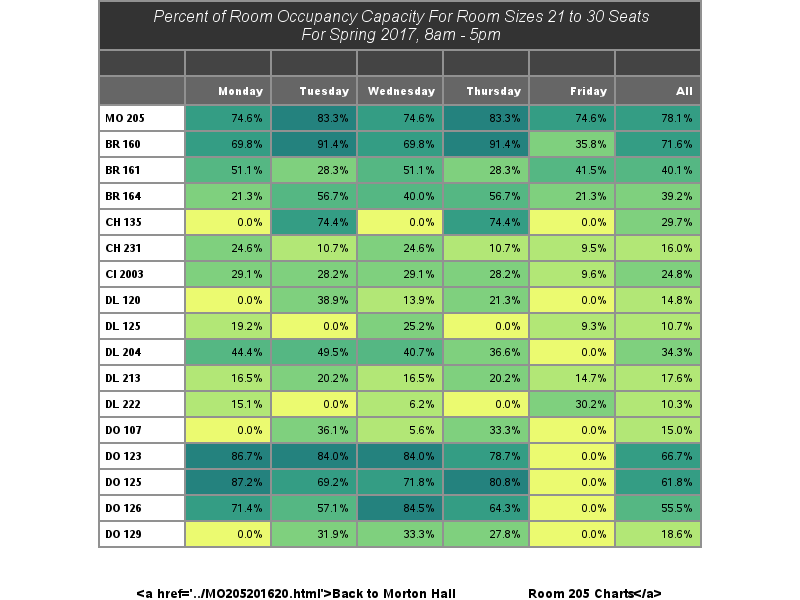 Percent of Room Occupancy Capacity For Room Sizes 21 to 30 Seats
For Spring 2017, 8am - 5pm
Monday Tuesday Wednesday Thursday Friday All
MO 205 74.6% 83.3% 74.6% 83.3% 74.6% 78.1%
BR 160 69.8% 91.4% 69.8% 91.4% 35.8% 71.6%
BR 161 51.1% 28.3% 51.1% 28.3% 41.5% 40.1%
BR 164 21.3% 56.7% 40.0% 56.7% 21.3% 39.2%
CH 135 0.0% 74.4% 0.0% 74.4% 0.0% 29.7%
CH 231 24.6% 10.7% 24.6% 10.7% 9.5% 16.0%
CI 2003 29.1% 28.2% 29.1% 28.2% 9.6% 24.8%
DL 120 0.0% 38.9% 13.9% 21.3% 0.0% 14.8%
DL 125 19.2% 0.0% 25.2% 0.0% 9.3% 10.7%
DL 204 44.4% 49.5% 40.7% 36.6% 0.0% 34.3%
DL 213 16.5% 20.2% 16.5% 20.2% 14.7% 17.6%
DL 222 15.1% 0.0% 6.2% 0.0% 30.2% 10.3%
DO 107 0.0% 36.1% 5.6% 33.3% 0.0% 15.0%
DO 123 86.7% 84.0% 84.0% 78.7% 0.0% 66.7%
DO 125 87.2% 69.2% 71.8% 80.8% 0.0% 61.8%
DO 126 71.4% 57.1% 84.5% 64.3% 0.0% 55.5%
DO 129 0.0% 31.9% 33.3% 27.8% 0.0% 18.6%
<a href='../MO205201620.html'>Back to Morton Hall Room 205 Charts</a>